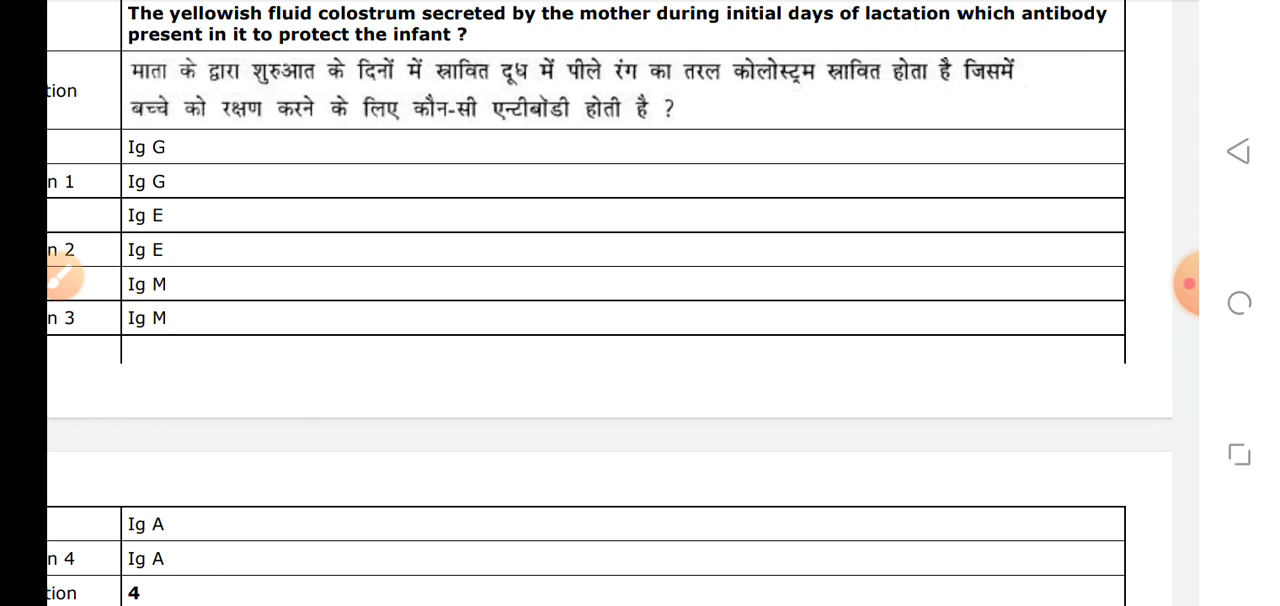 The yellowish fluid colostrum secreted by the mother during initial days of lactation which antibody
present in it to protect the infant ?
tion
माता के द्वारा शुरुआत के दिनों में स्रावित दूध में पीले रंग का तरल कोलोस्ट्रम स्रावित होता है जिसमें
बच्चे को रक्षण करने के लिए कौन-सी एन्टीबॉडी होती है ?
Ig G
n 1 Ig G
Ig E
n 2 Ig E
Ig M
n 3 Ig M
Ig A
n 4 Ig A
tion 4